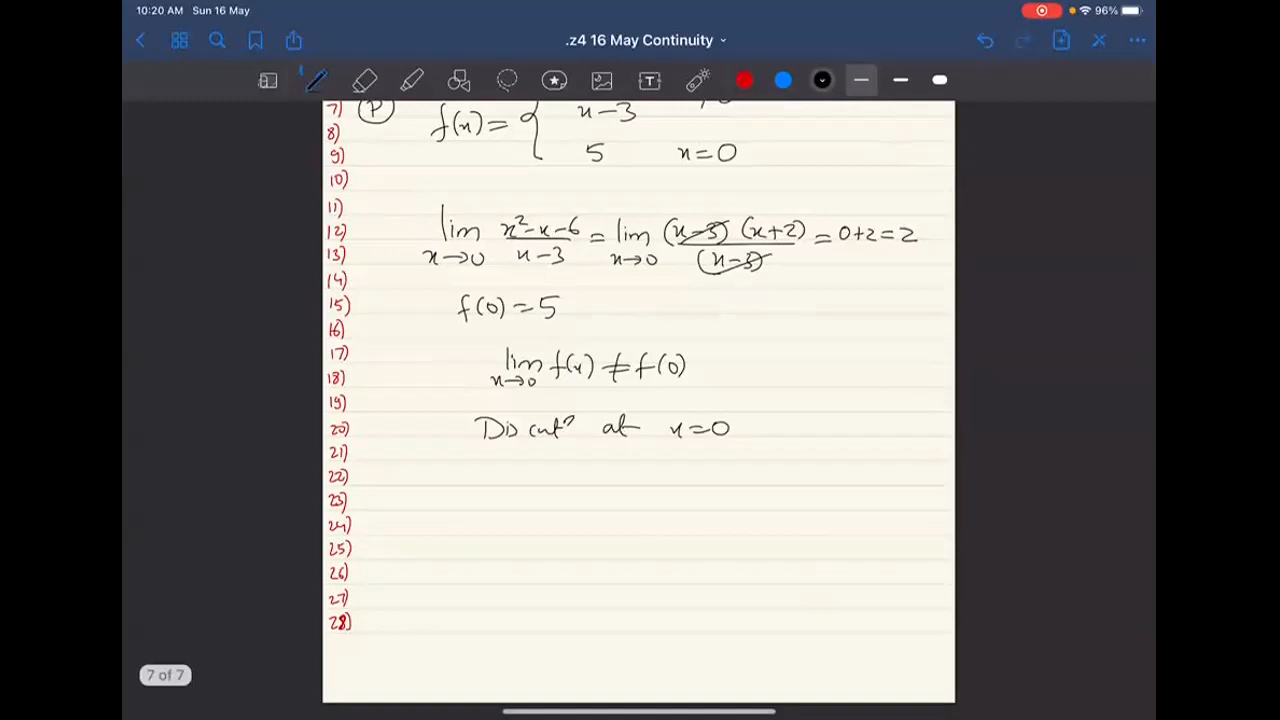 10:20 AM Sun 16 May
96%
.z4 16 May Continuity
7) P f(x) = { x-3
8)
9) 5 x=0
10)
11)
12) lim x→0 x²-x-6 / x-3 = lim x→0 (x-3)(x+2) / (x-3) = 0+2=2
13)
14)
15) f(0) = 5
16)
17) lim x→0 f(x) ≠ f(0)
18)
19)
20) Discont? at x=0
21)
22)
23)
24)
25)
26)
27)
28)
7 of 7